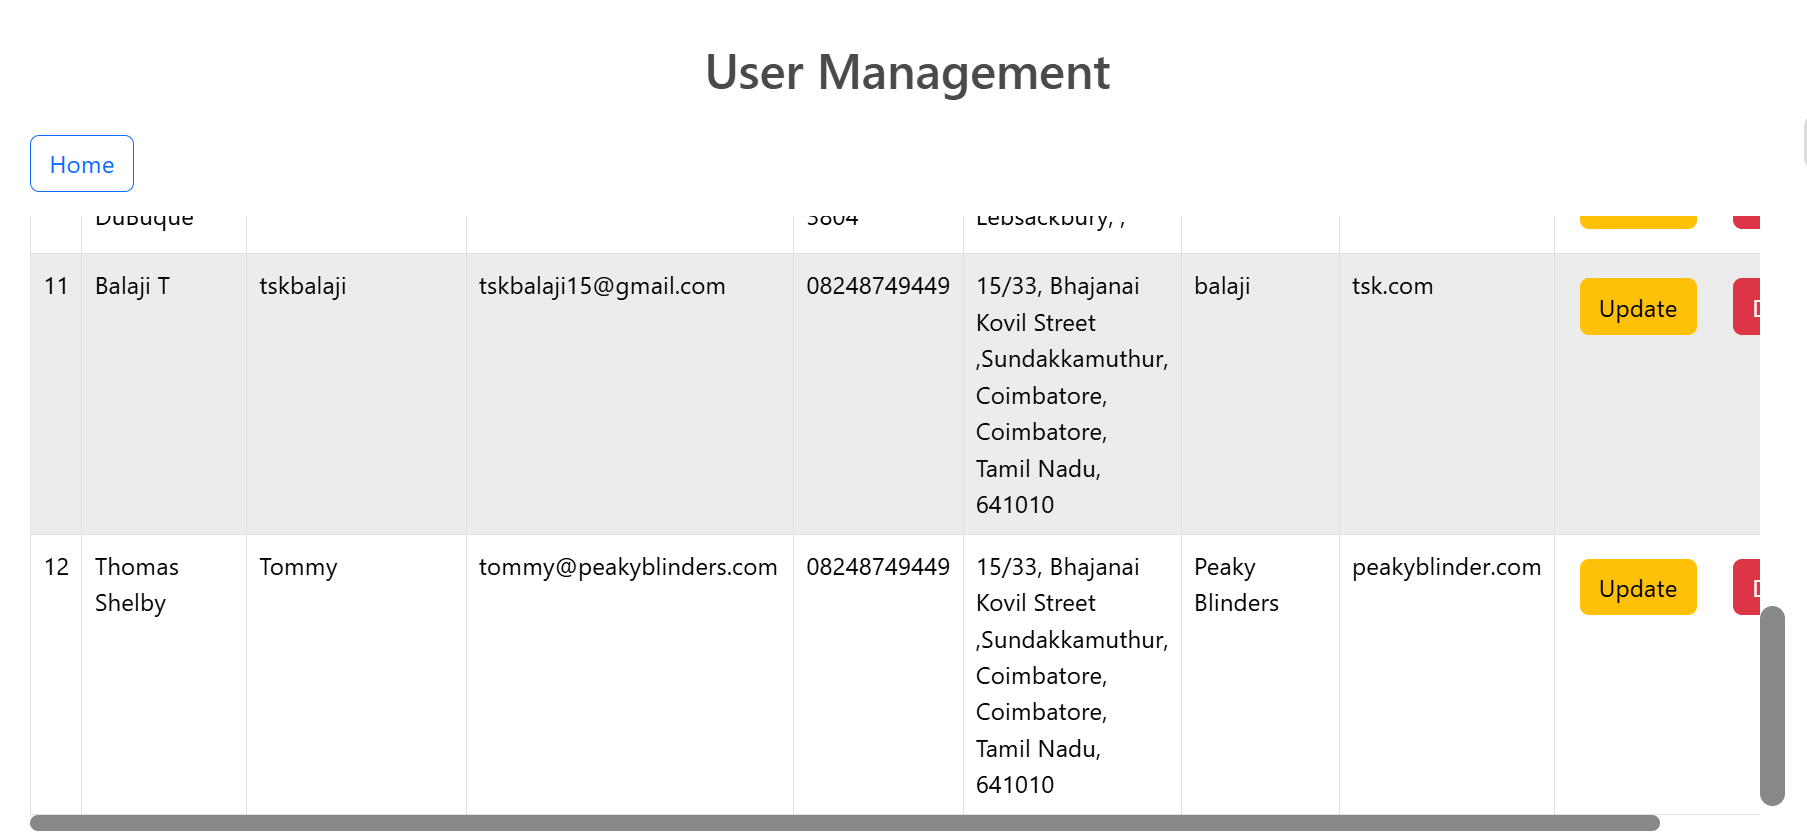 User Management
Home
DuBuque
3804
Lebsackbury, ,
11
Balaji T
tskbalaji
tskbalaji15@gmail.com
08248749449
15/33, Bhajanai
Kovil Street
,Sundakkamuthur,
Coimbatore,
Coimbatore,
Tamil Nadu,
641010
balaji
tsk.com
Update
D
12
Thomas
Shelby
Tommy
tommy@peakyblinders.com
08248749449
15/33, Bhajanai
Kovil Street
,Sundakkamuthur,
Coimbatore,
Coimbatore,
Tamil Nadu,
641010
Peaky
Blinders
peakyblinder.com
Update
D